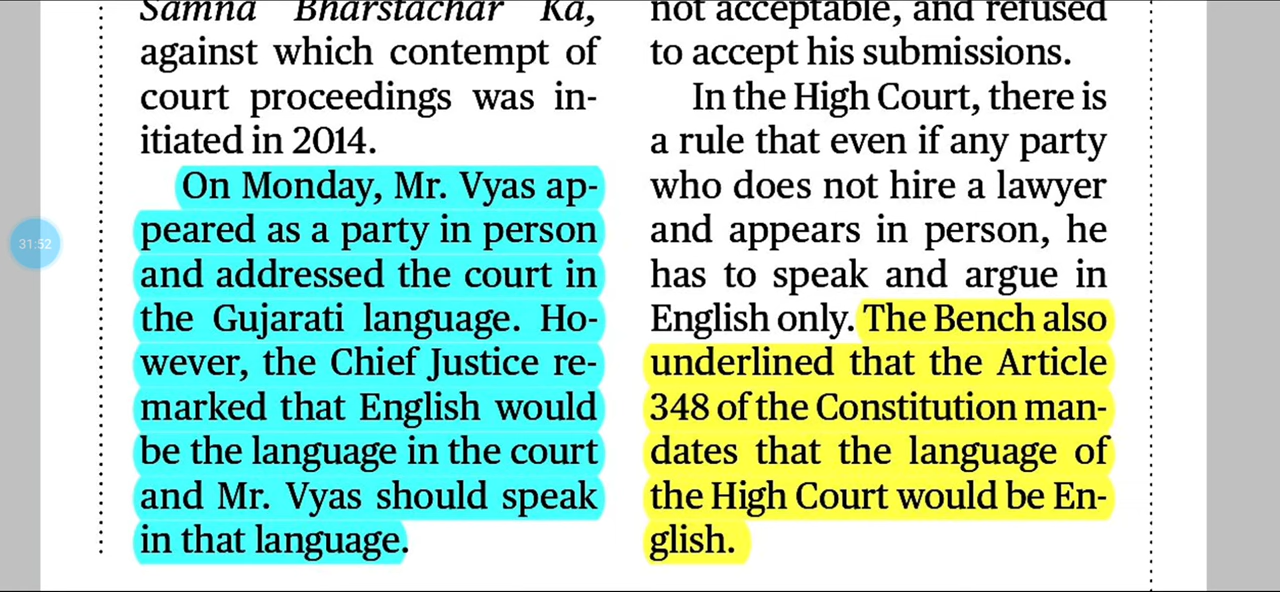 Samna Bharstachar Ka,
against which contempt of
court proceedings was in-
itiated in 2014.
On Monday, Mr. Vyas ap-
peared as a party in person
and addressed the court in
the Gujarati language. Ho-
wever, the Chief Justice re-
marked that English would
be the language in the court
and Mr. Vyas should speak
in that language.
not acceptable, and refused
to accept his submissions.
In the High Court, there is
a rule that even if any party
who does not hire a lawyer
and appears in person, he
has to speak and argue in
English only. The Bench also
underlined that the Article
348 of the Constitution man-
dates that the language of
the High Court would be En-
glish.
31:52